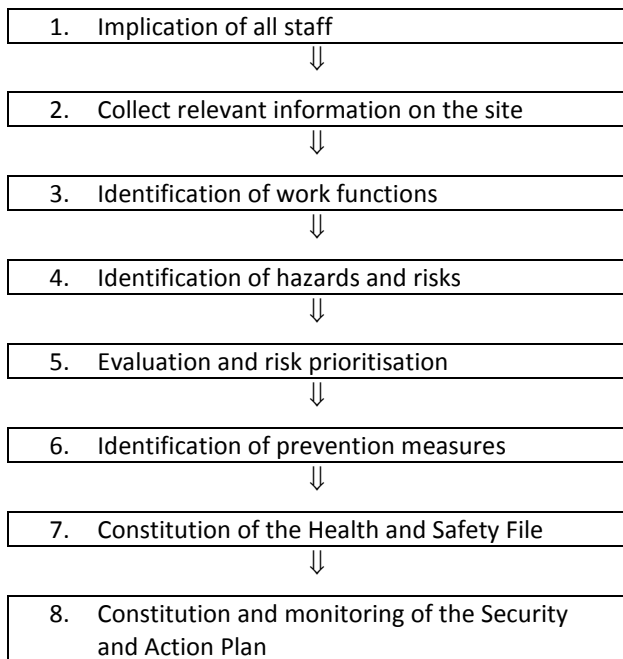 1. Implication of all staff
⇓
2. Collect relevant information on the site
⇓
3. Identification of work functions
⇓
4. Identification of hazards and risks
⇓
5. Evaluation and risk prioritisation
⇓
6. Identification of prevention measures
⇓
7. Constitution of the Health and Safety File
⇓
8. Constitution and monitoring of the Security
and Action Plan